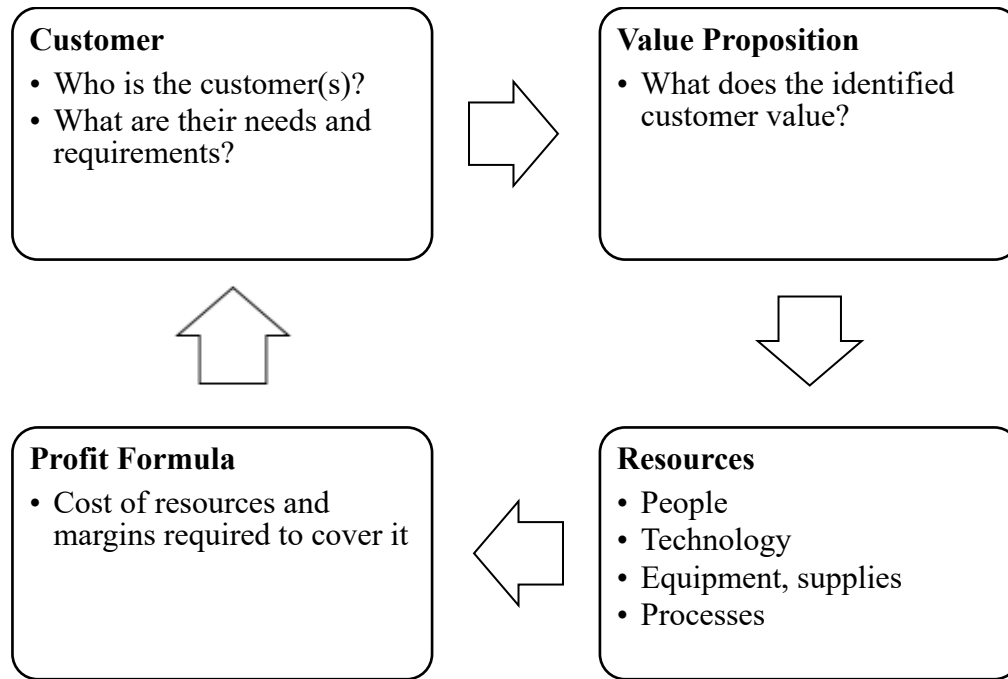 Customer
• Who is the customer(s)?
• What are their needs and
requirements?
Value Proposition
• What does the identified
customer value?
Profit Formula
• Cost of resources and
margins required to cover it
Resources
• People
• Technology
• Equipment, supplies
• Processes